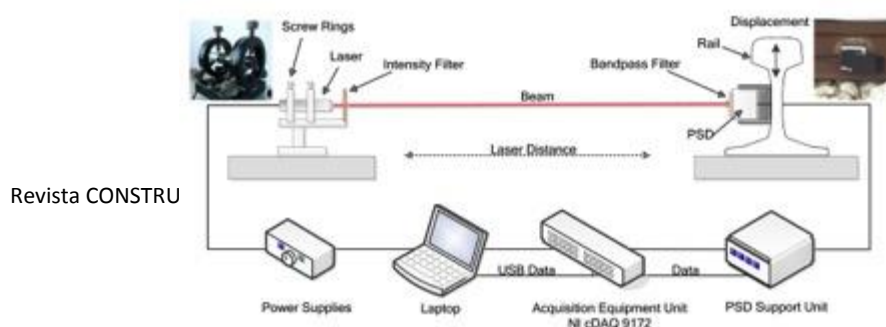 Screw Rings
Laser
Intensity Filter
Displacement
Rail
Bandpass Filter
Beam
PSD
Laser Distance
Revista CONSTRU
USB Data
Data
Power Supplies
Laptop
Acquisition Equipment Unit
NI cDAQ 9172
PSD Support Unit